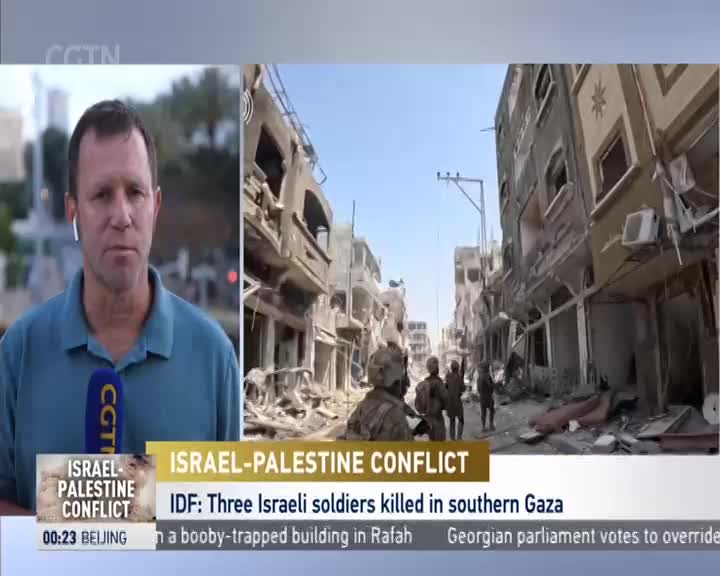 CGTN
CGTN
ISRAEL-PALESTINE CONFLICT
ISRAEL-
PALESTINE
CONFLICT
IDF: Three Israeli soldiers killed in southern Gaza
00:23 BEIJING
n a booby-trapped building in Rafah Georgian parliament votes to override